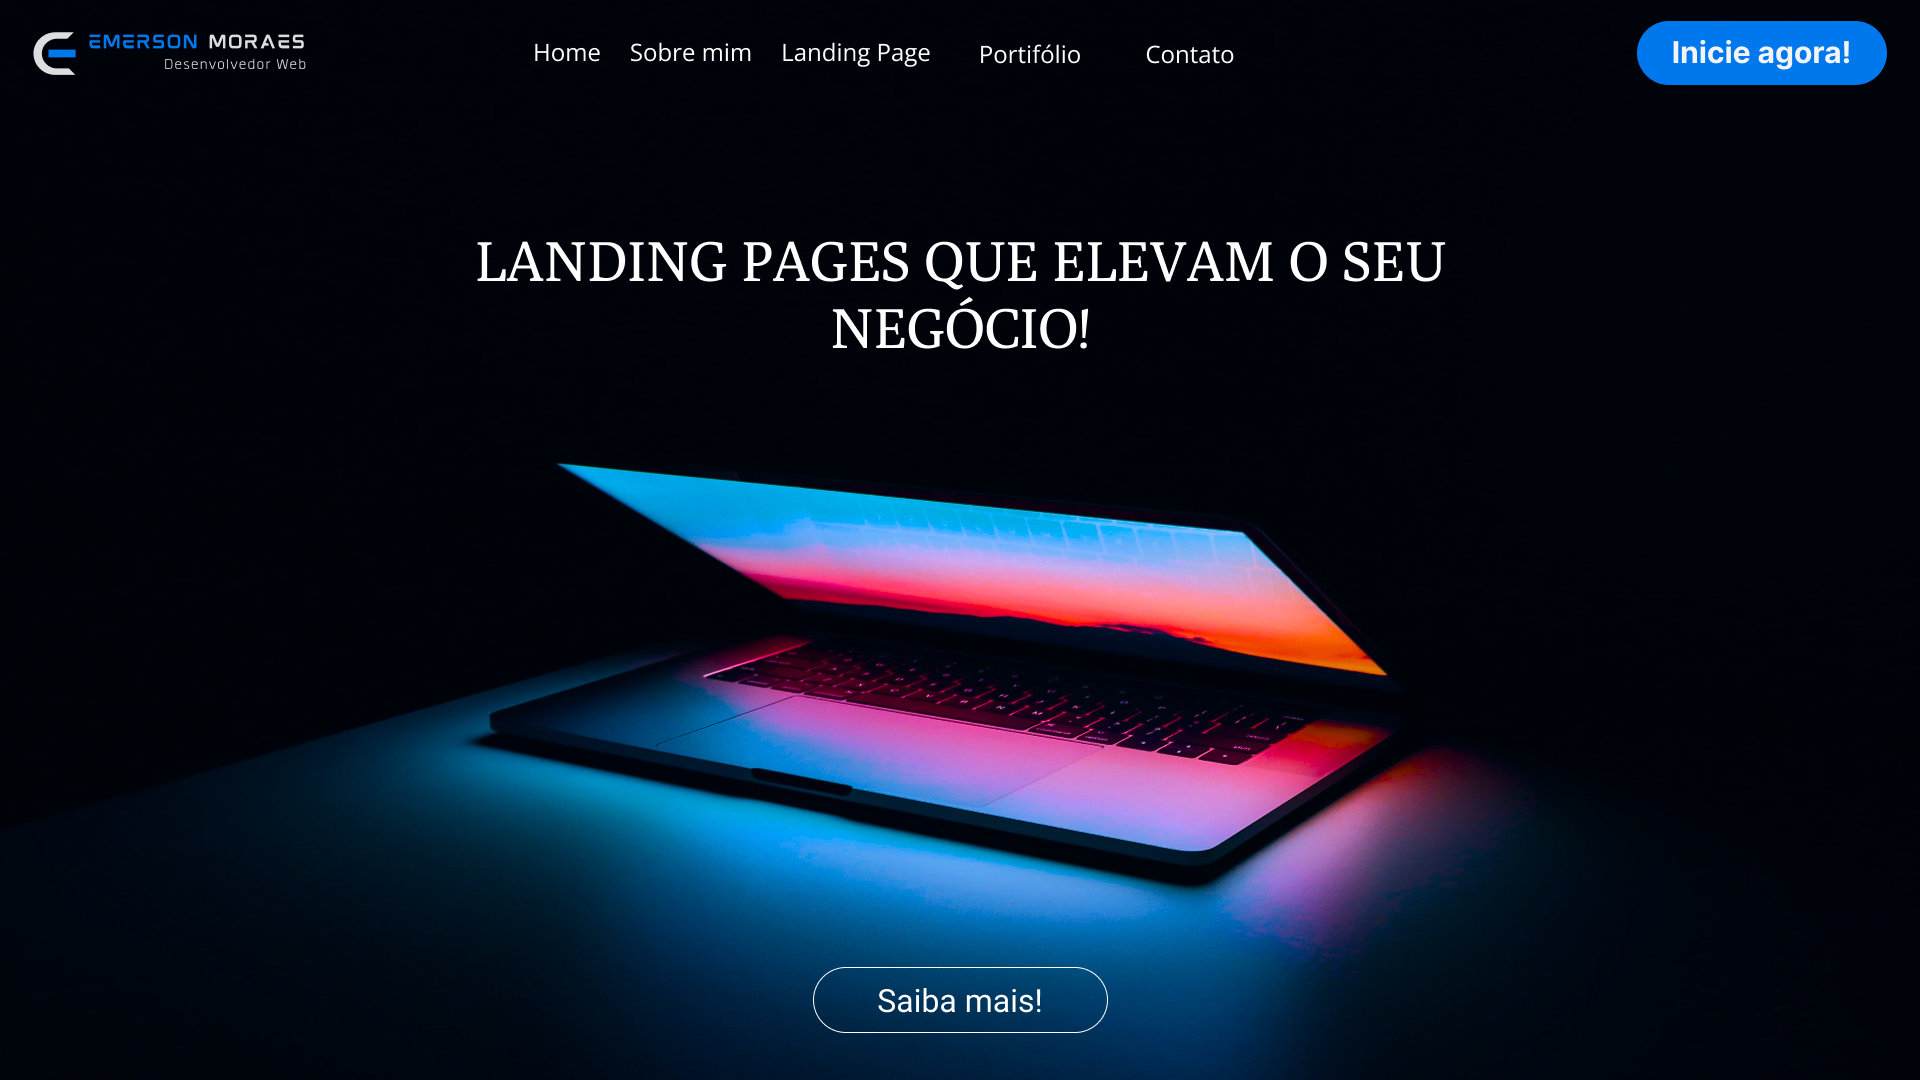 EMERSON MORAES
Desenvolvedor Web
Home Sobre mim Landing Page Portifólio Contato
Inicie agora!
LANDING PAGES QUE ELEVAM O SEU
NEGÓCIO!
Saiba mais!